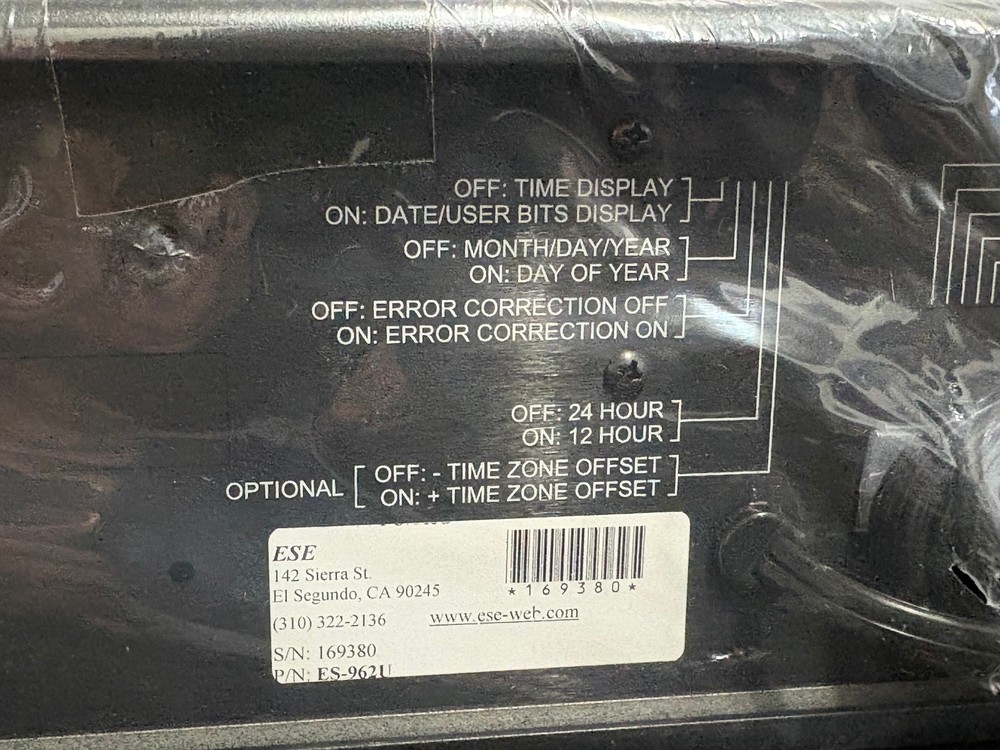 OFF: TIME DISPLAY
ON: DATE/USER BITS DISPLAY
OFF: MONTH/DAY/YEAR
ON: DAY OF YEAR
OFF: ERROR CORRECTION OFF
ON: ERROR CORRECTION ON
OFF: 24 HOUR
ON: 12 HOUR
OPTIONAL
OFF: - TIME ZONE OFFSET
ON: + TIME ZONE OFFSET
ESE
142 Sierra St.
El Segundo, CA 90245
(310) 322-2136
www.ese-web.com
*169380*
S/N: 169380
P/N: ES-962U